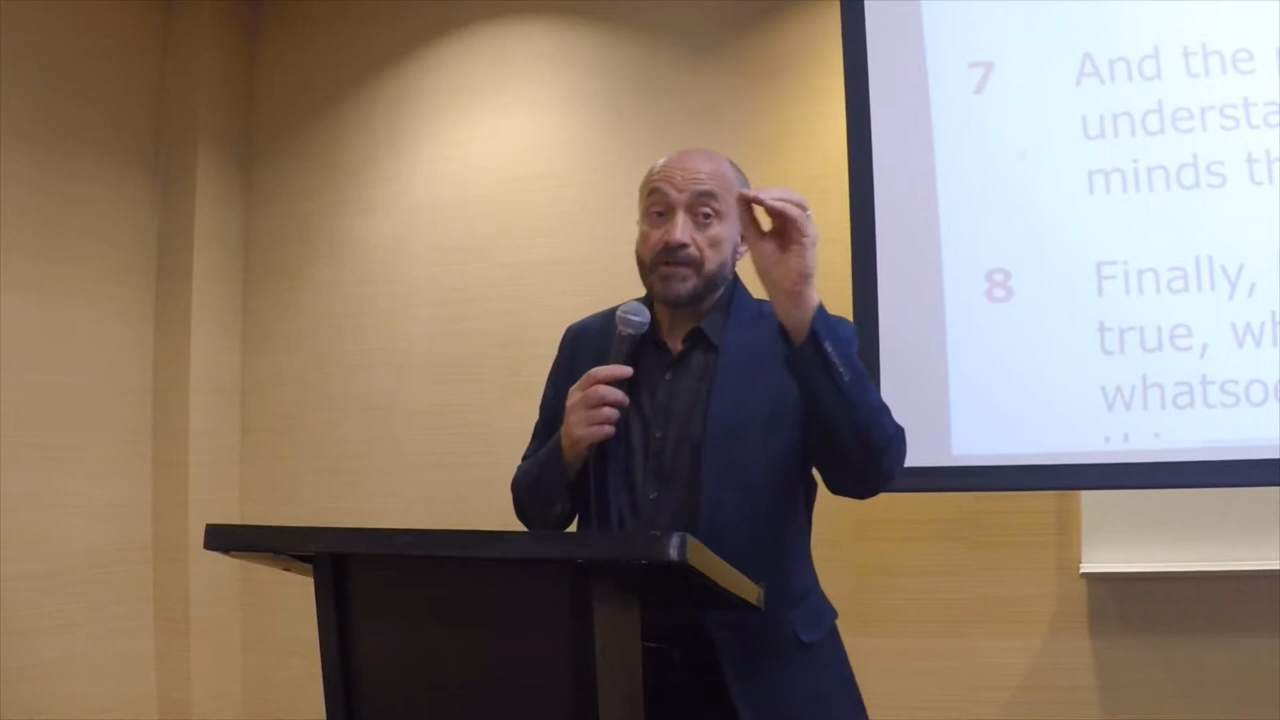 7 And the
understa
minds th
8 Finally,
true, wh
whatsoe